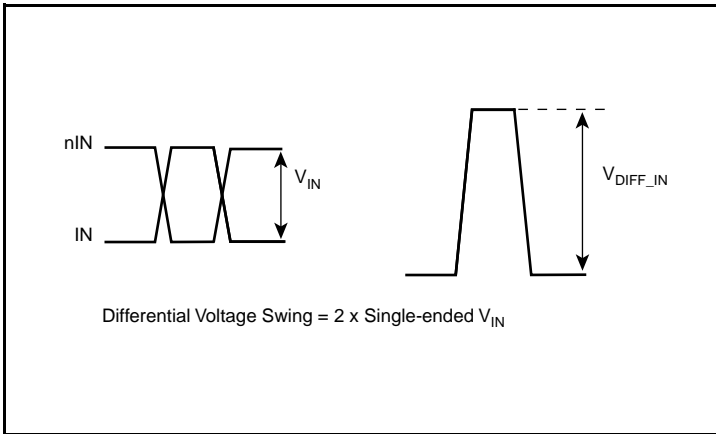 nIN
V_IN
IN
V_DIFF_IN
Differential Voltage Swing = 2 x Single-ended V_IN